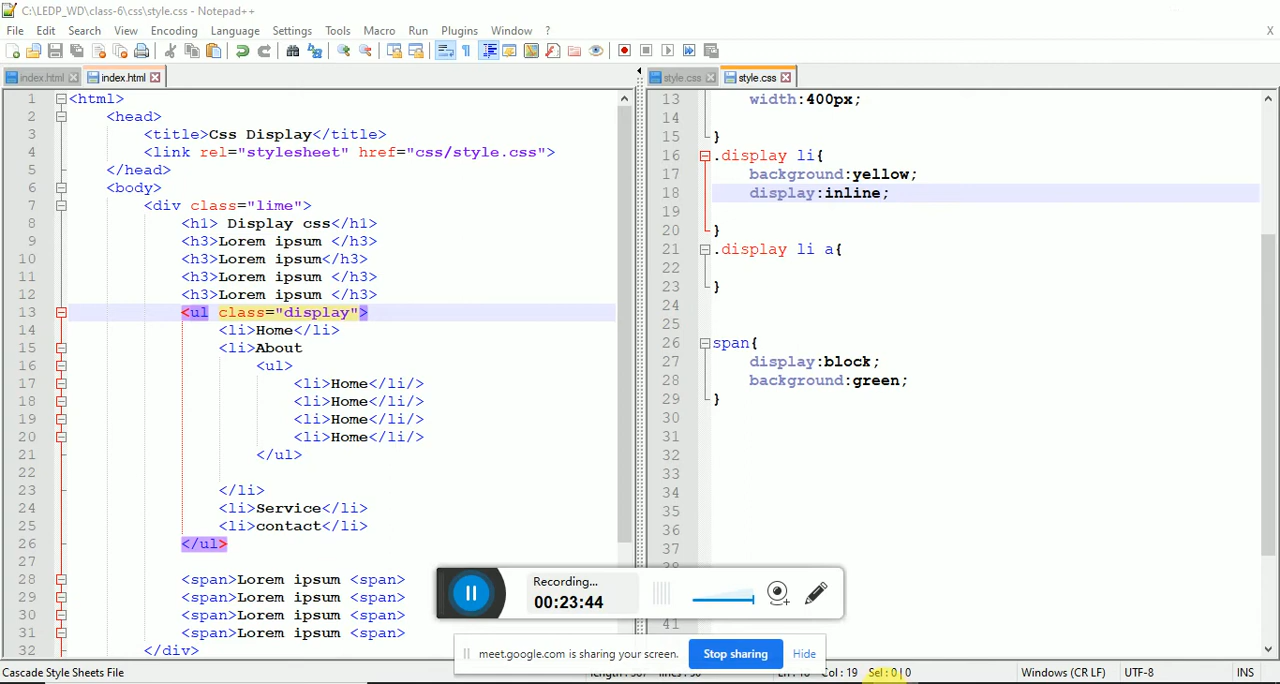 C:\LEDP_WD\class-6\css\style.css - Notepad++
File Edit Search View Encoding Language Settings Tools Macro Run Plugins Window ? X
index.html index.html style.css style.css
1 <html>
2 <head>
3 <title>Css Display</title>
4 <link rel="stylesheet" href="css/style.css">
5 </head>
6 <body>
7 <div class="lime">
8 <h1> Display css</h1>
9 <h3>Lorem ipsum </h3>
10 <h3>Lorem ipsum</h3>
11 <h3>Lorem ipsum </h3>
12 <h3>Lorem ipsum </h3>
13 <ul class="display">
14 <li>Home</li>
15 <li>About
16 <ul>
17 <li>Home</li/>
18 <li>Home</li/>
19 <li>Home</li/>
20 <li>Home</li/>
21 </ul>
22
23 </li>
24 <li>Service</li>
25 <li>contact</li>
26 </ul>
27
28 <span>Lorem ipsum <span>
29 <span>Lorem ipsum <span>
30 <span>Lorem ipsum <span>
31 <span>Lorem ipsum <span>
32 </div>
13 width:400px;
14
15 }
16 .display li{
17 background:yellow;
18 display:inline;
19
20 }
21 .display li a{
22
23 }
24
25
26 span{
27 display:block;
28 background:green;
29 }
30
31
32
33
34
35
36
37
41
Recording...
00:23:44
meet.google.com is sharing your screen. Stop sharing Hide
Cascade Style Sheets File Col : 19 Sel : 0 | 0 Windows (CR LF) UTF-8 INS